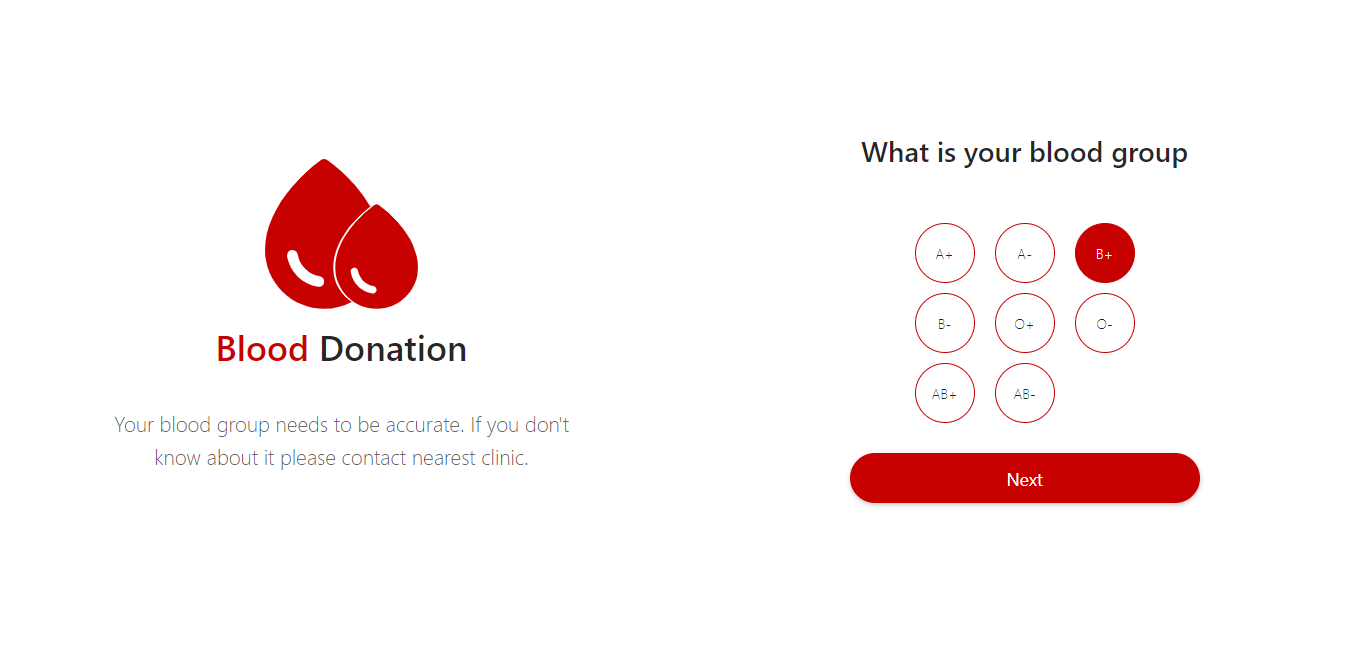 Blood Donation
Your blood group needs to be accurate. If you don't
know about it please contact nearest clinic.
What is your blood group
A+ A- B+
B- O+ O-
AB+ AB-
Next